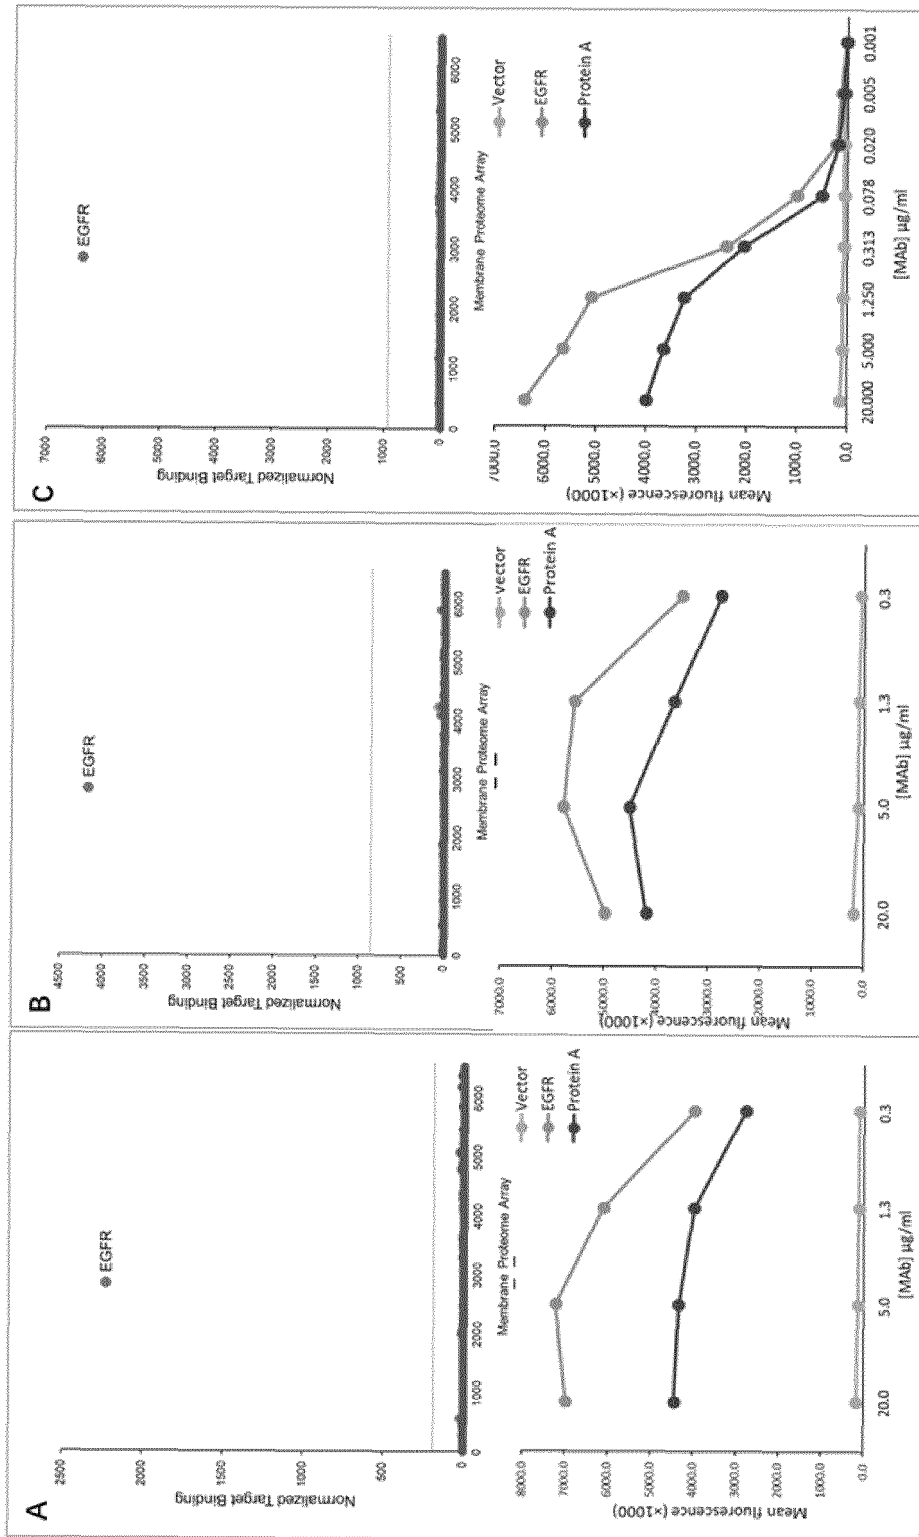 A
Normalized Target Binding
2500
2000
1500
1000
500
0
EGFR
0 1000 2000 3000 4000 5000 6000
Membrane Proteome Array
Mean fluorescence (×1000)
8000.0
7000.0
6000.0
5000.0
4000.0
3000.0
2000.0
1000.0
0.0
Vector
EGFR
Protein A
20.0 5.0 1.3 0.3
[MAb] µg/ml
B
Normalized Target Binding
4500
4000
3500
3000
2500
2000
1500
1000
500
0
EGFR
0 1000 2000 3000 4000 5000 6000
Membrane Proteome Array
Mean fluorescence (×1000)
7000.0
6000.0
5000.0
4000.0
3000.0
2000.0
1000.0
0.0
Vector
EGFR
Protein A
20.0 5.0 1.3 0.3
[MAb] µg/ml
C
Normalized Target Binding
7000
6000
5000
4000
3000
2000
1000
0
EGFR
0 1000 2000 3000 4000 5000 6000
Membrane Proteome Array
Mean fluorescence (×1000)
7000.0
6000.0
5000.0
4000.0
3000.0
2000.0
1000.0
0.0
Vector
EGFR
Protein A
20.000 5.000 1.250 0.313 0.078 0.020 0.005 0.001
[MAb] µg/ml